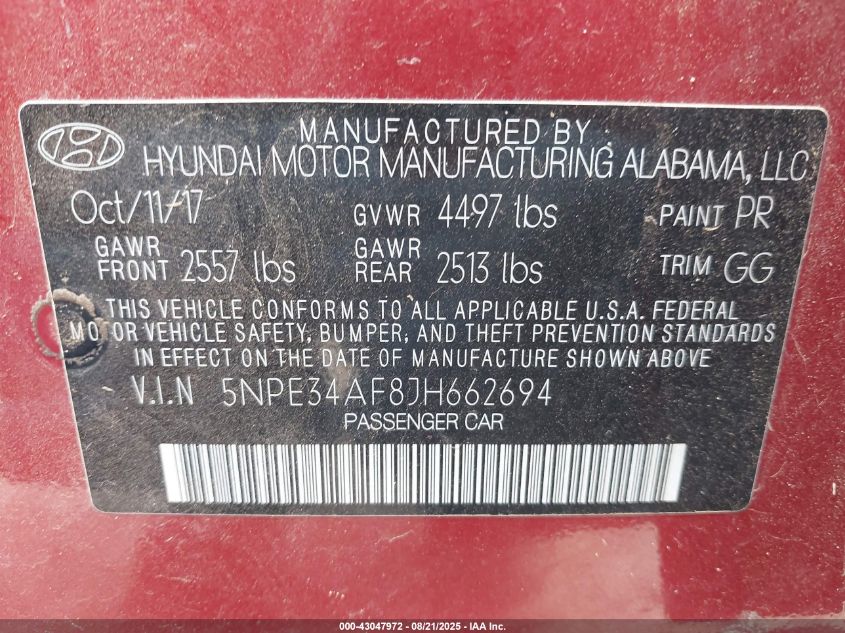 MANUFACTURED BY
HYUNDAI MOTOR MANUFACTURING ALABAMA, LLC
Oct/11/17 GVWR 4497 lbs PAINT PR
GAWR FRONT 2557 lbs GAWR REAR 2513 lbs TRIM GG
THIS VEHICLE CONFORMS TO ALL APPLICABLE U.S.A. FEDERAL
MOTOR VEHICLE SAFETY, BUMPER, AND THEFT PREVENTION STANDARDS
IN EFFECT ON THE DATE OF MANUFACTURE SHOWN ABOVE
V.I.N 5NPE34AF8JH662694
PASSENGER CAR
000-43047972 - 08/21/2025 - IAA Inc.